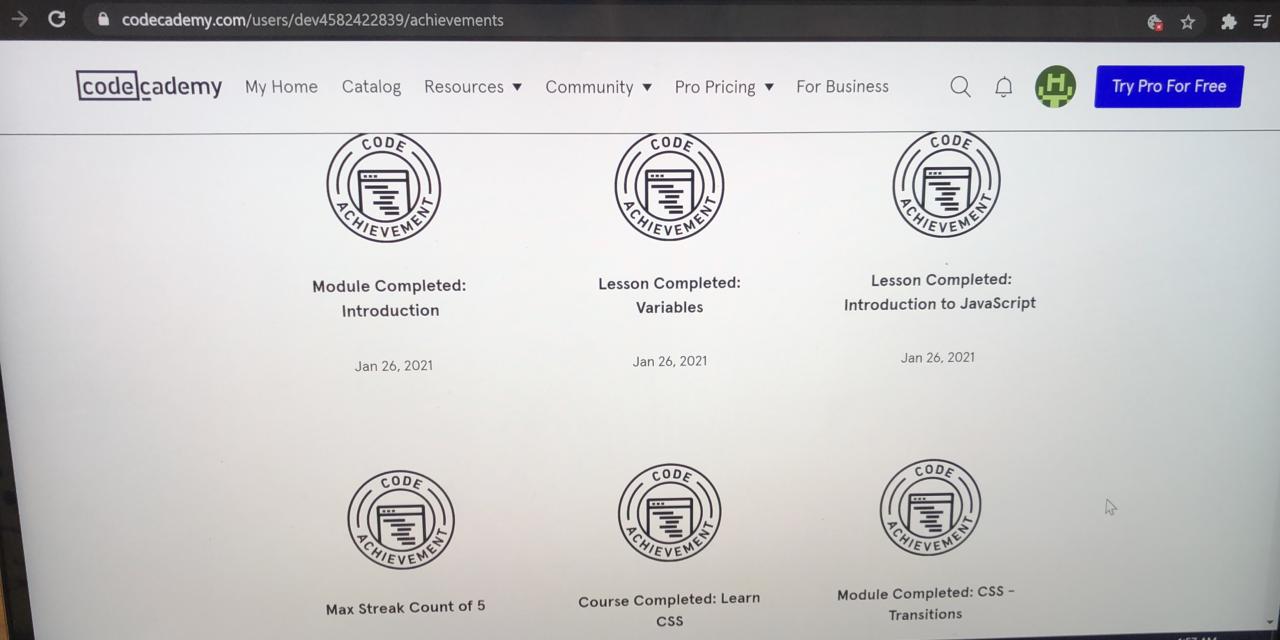 codecademy.com/users/dev4582422839/achievements
codecademy My Home Catalog Resources Community Pro Pricing For Business H Try Pro For Free
CODE ACHIEVEMENT
CODE ACHIEVEMENT
CODE ACHIEVEMENT
Module Completed:
Introduction
Jan 26, 2021
Lesson Completed:
Variables
Jan 26, 2021
Lesson Completed:
Introduction to JavaScript
Jan 26, 2021
CODE ACHIEVEMENT
CODE ACHIEVEMENT
CODE ACHIEVEMENT
Max Streak Count of 5
Course Completed: Learn
CSS
Module Completed: CSS -
Transitions